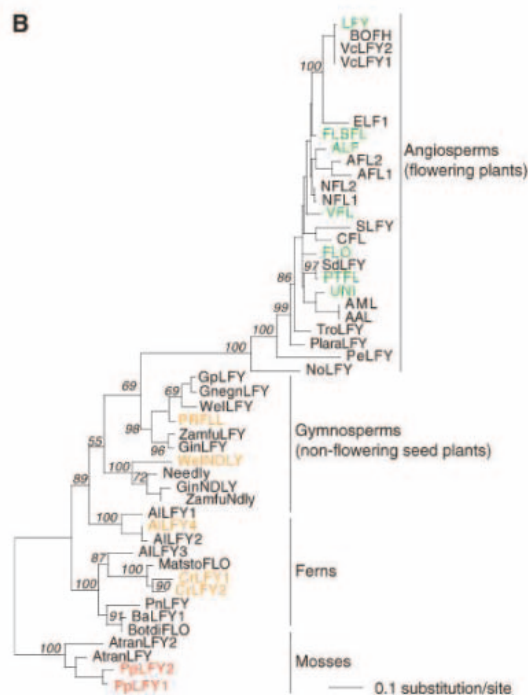 B
LFY
BOFH
VcLFY2
VcLFY1
100
ELF1
FLBFL
ALF
AFL2
AFL1
NFL2
NFL1
VFL
SLFY
CFL
FLO
97 SdLFY
PTFL
86
UNI
AML
AAL
99
TroLFY
PlaraLFY
100
PeLFY
100
NoLFY
Angiosperms
(flowering plants)
69
GpLFY
69 GnegnLFY
WelLFY
PRFLL
98
ZamfuLFY
96 GinLFY
55
WelNDLY
100
Needly
72 GinNDLY
ZamfuNdly
Gymnosperms
(non-flowering seed plants)
89
AlLFY1
AlLFY4
AlLFY2
AlLFY3
87
MatstoFLO
100
CrLFY1
90 CrLFY2
100
PnLFY
91 BaLFY1
BotdiFLO
Ferns
AtranLFY2
100
AtranLFY
PpLFY2
PpLFY1
Mosses
0.1 substitution/site